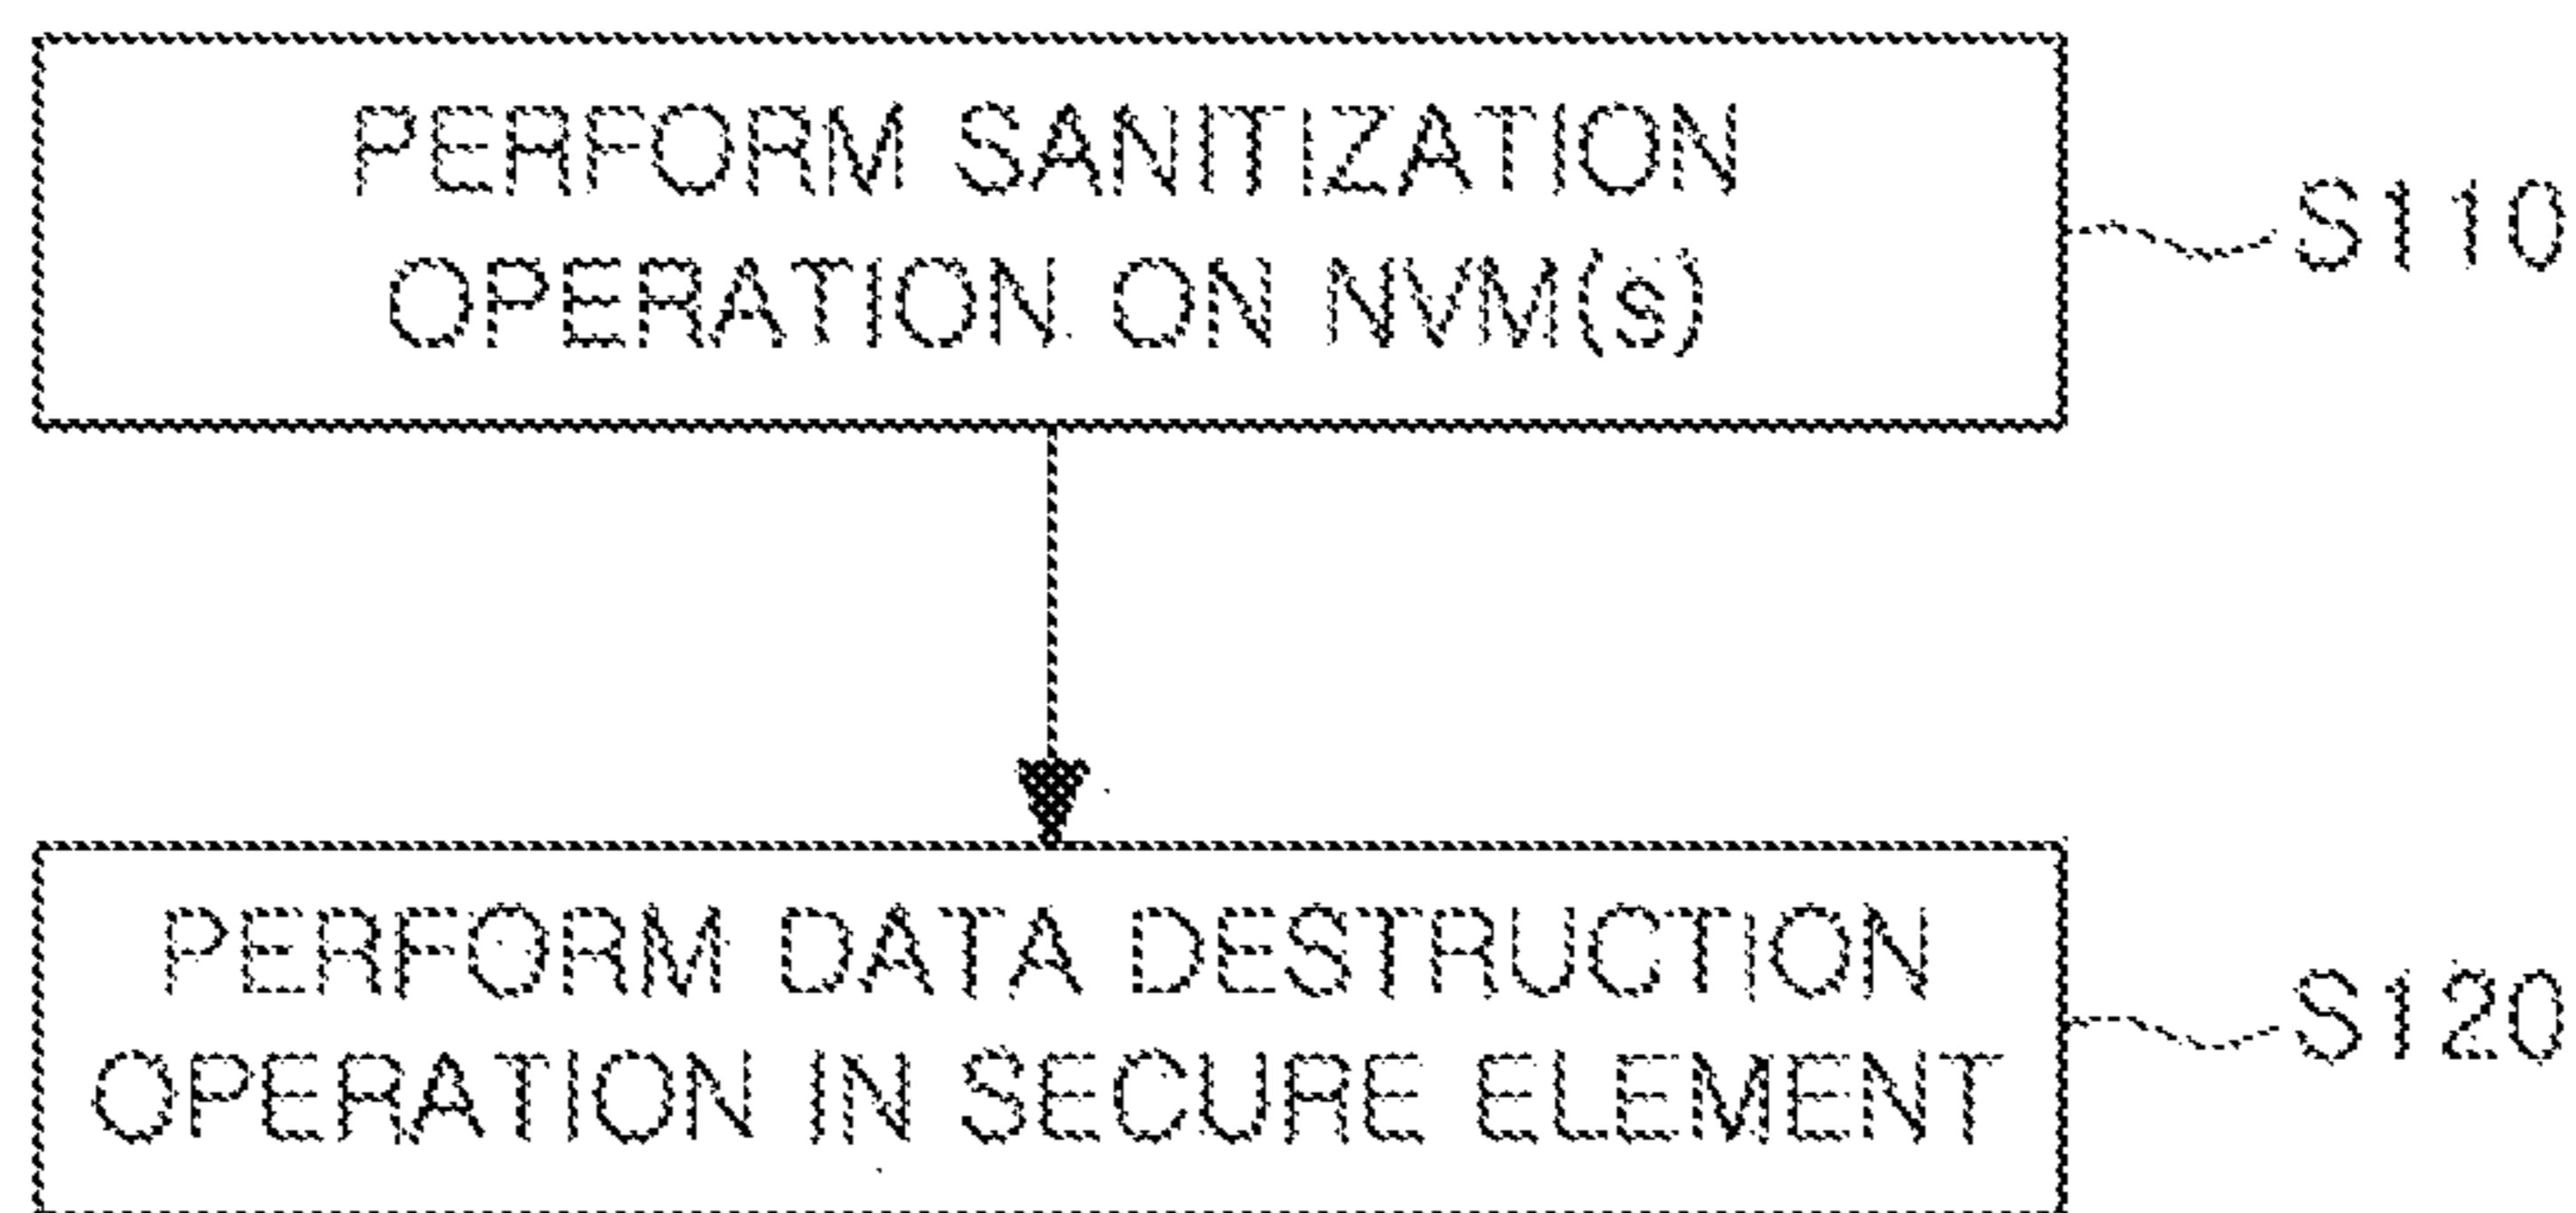 PERFORM SANITIZATION
OPERATION ON NVM(s)
S110
PERFORM DATA DESTRUCTION
OPERATION IN SECURE ELEMENT
S120